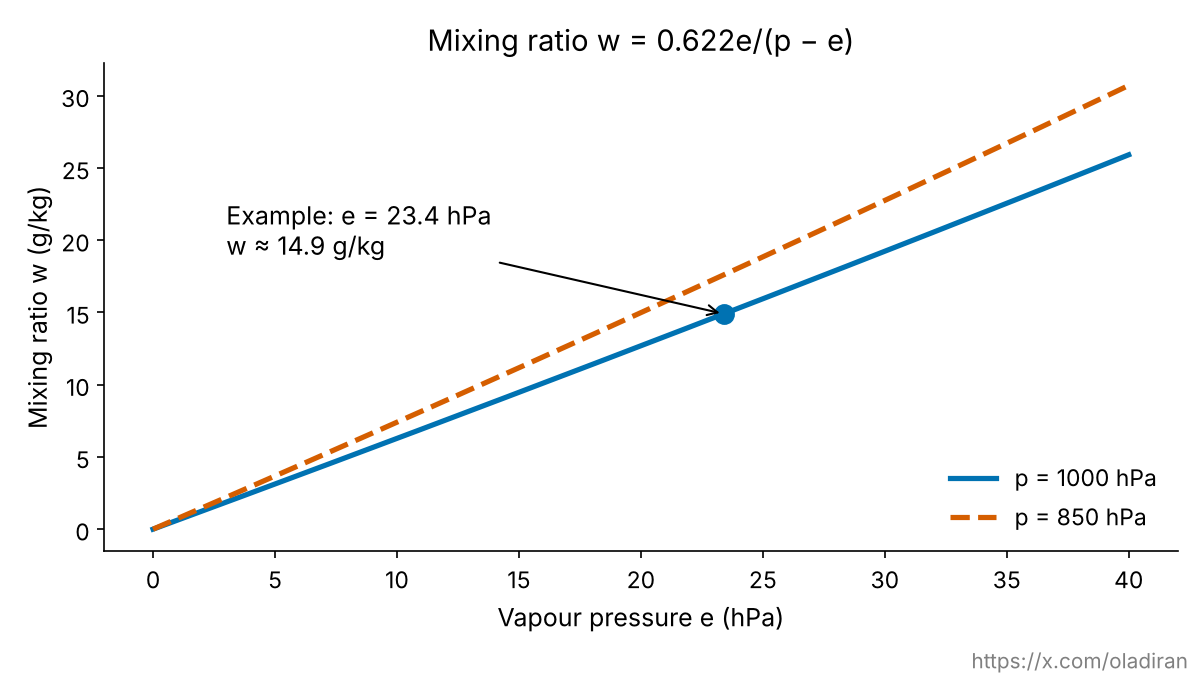 Mixing ratio w = 0.622e/(p − e)
Mixing ratio w (g/kg)
30
25
20
15
10
5
0
Example: e = 23.4 hPa
w ≈ 14.9 g/kg
p = 1000 hPa
p = 850 hPa
0 5 10 15 20 25 30 35 40
Vapour pressure e (hPa)
https://x.com/oladiran